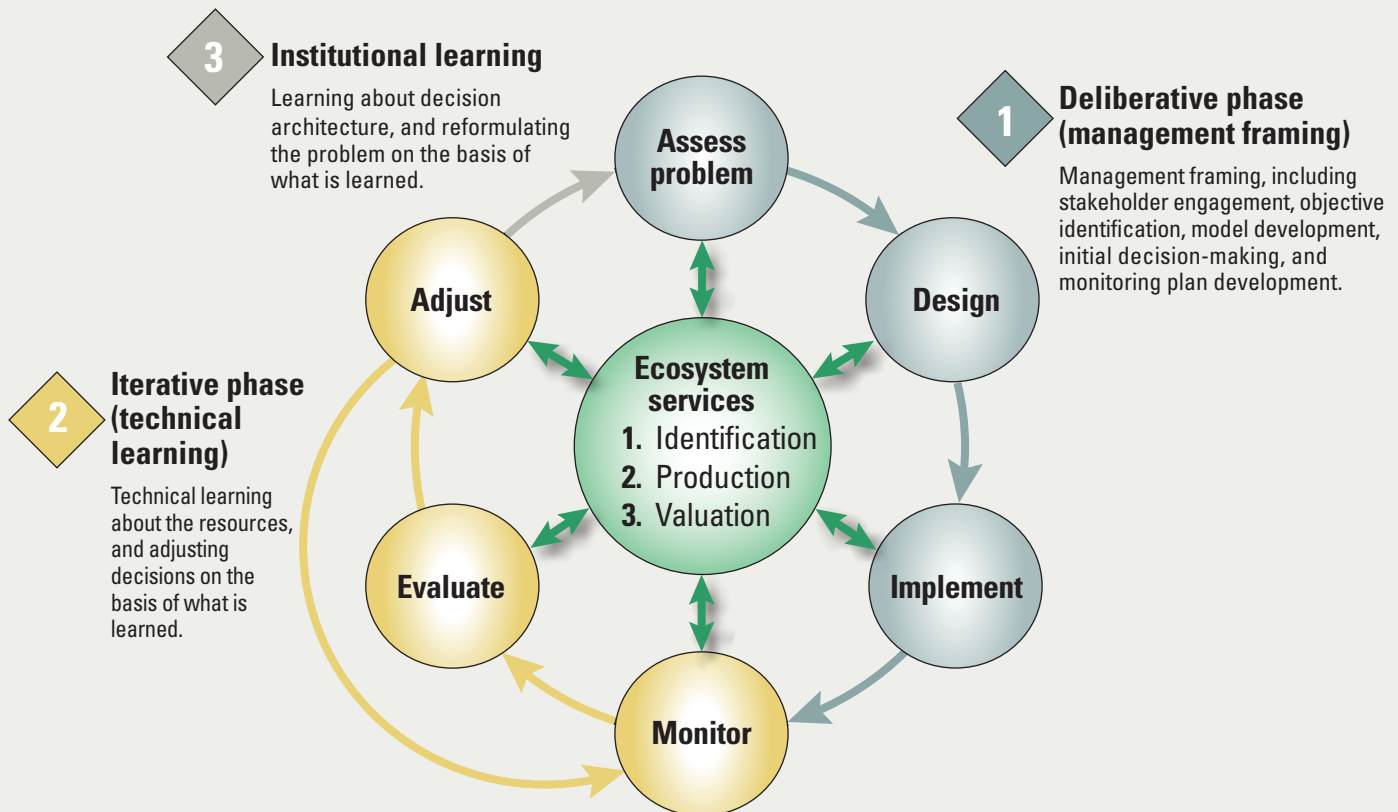 3
Institutional learning
Learning about decision
architecture, and reformulating
the problem on the basis of
what is learned.
1
Deliberative phase
(management framing)
Management framing, including
stakeholder engagement, objective
identification, model development,
initial decision-making, and
monitoring plan development.
2
Iterative phase
(technical
learning)
Technical learning
about the resources,
and adjusting
decisions on the
basis of what is
learned.
Assess
problem
Design
Implement
Monitor
Evaluate
Adjust
Ecosystem
services
1. Identification
2. Production
3. Valuation